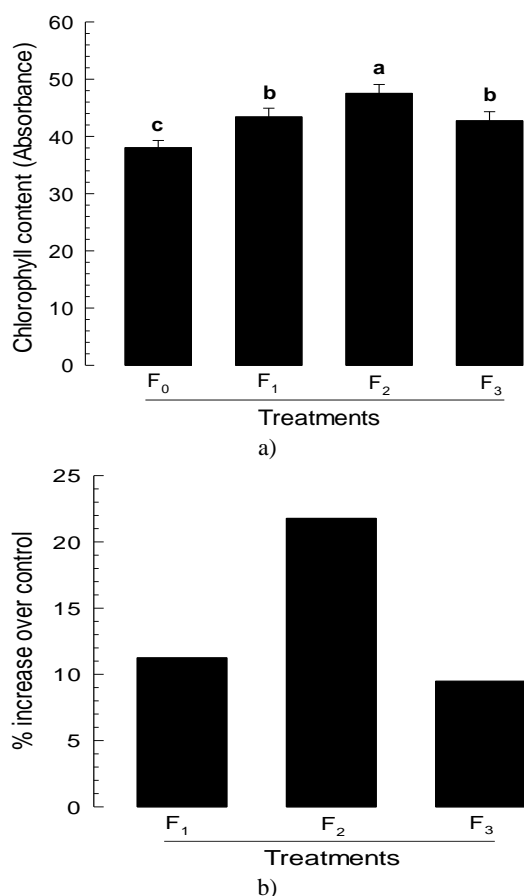 Chlorophyll content (Absorbance)
60
50
40
30
20
10
0
c
b
a
b
F₀ F₁ F₂ F₃
Treatments
a)
% increase over control
25
20
15
10
5
0
F₁ F₂ F₃
Treatments
b)